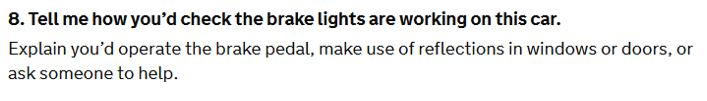 8. Tell me how you’d check the brake lights are working on this car.
Explain you’d operate the brake pedal, make use of reflections in windows or doors, or
ask someone to help.